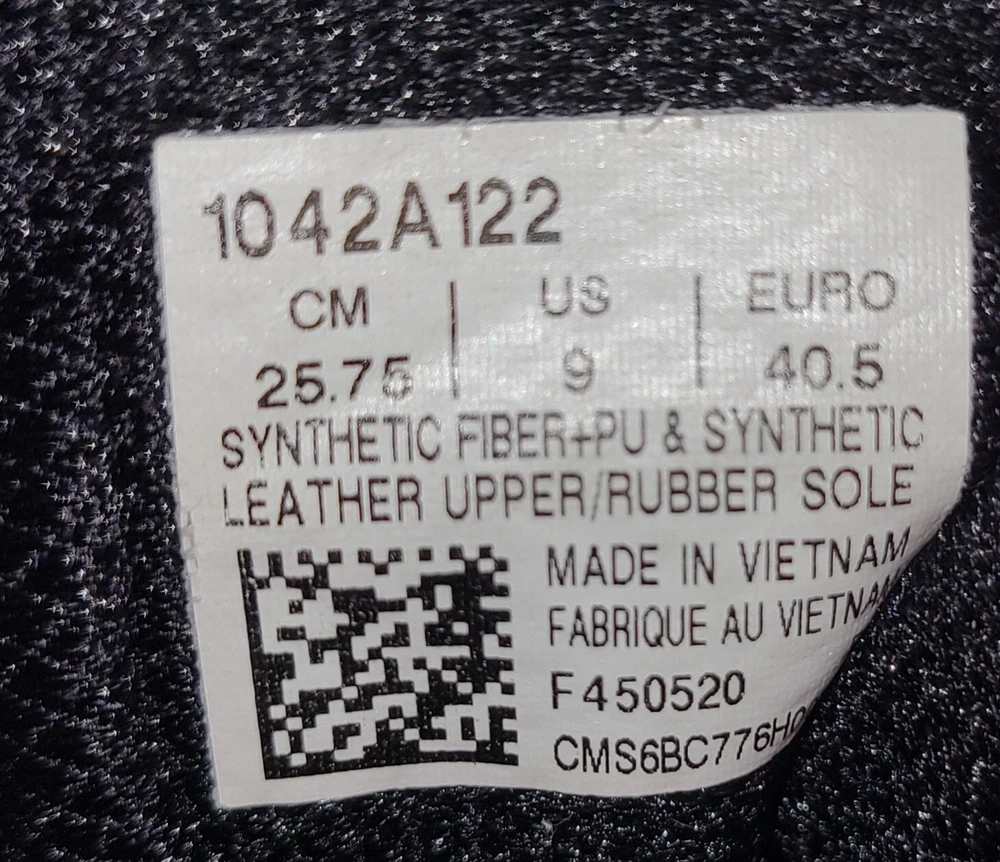 1042A122
CM | US | EURO
25.75 | 9 | 40.5
SYNTHETIC FIBER+PU & SYNTHETIC
LEATHER UPPER/RUBBER SOLE
MADE IN VIETNAM
FABRIQUE AU VIETNAM
F450520